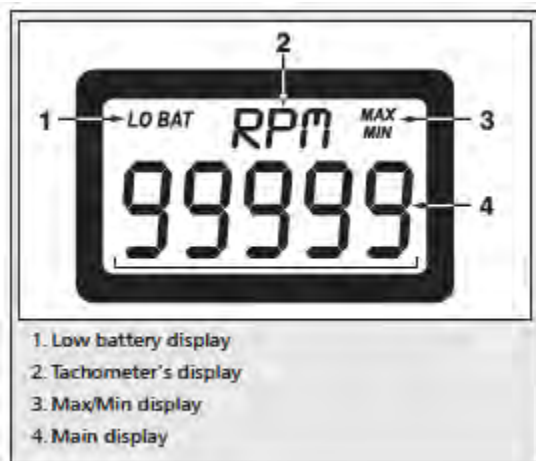 2
1 LO BAT RPM MAX 3
MIN
99999 4
1. Low battery display
2. Tachometer's display
3. Max/Min display
4. Main display